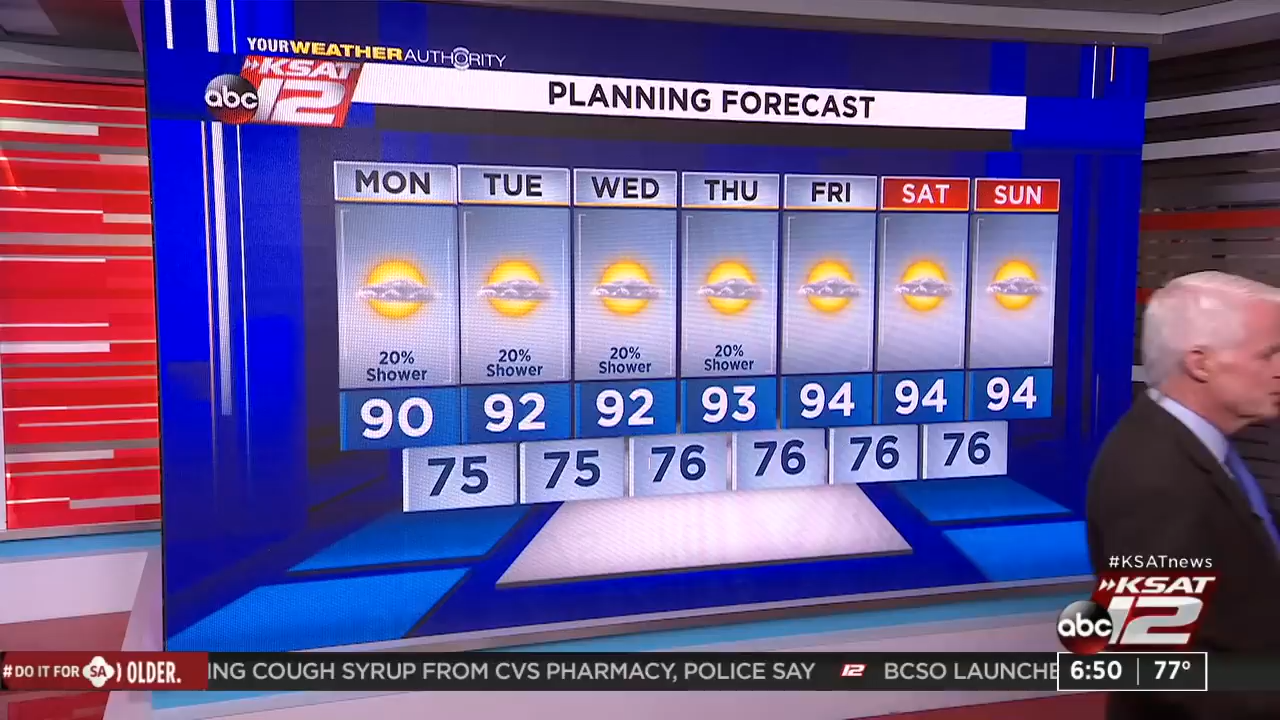 YOUR WEATHER AUTHORITY
KSAT
abc 12
PLANNING FORECAST
MON TUE WED THU FRI SAT SUN
20% Shower 20% Shower 20% Shower 20% Shower
90 92 92 93 94 94 94
75 75 76 76 76 76
#KSATnews
KSAT
abc 12
#DO IT FOR SA) OLDER. ING COUGH SYRUP FROM CVS PHARMACY, POLICE SAY 12 BCSO LAUNCHE 6:50 77°